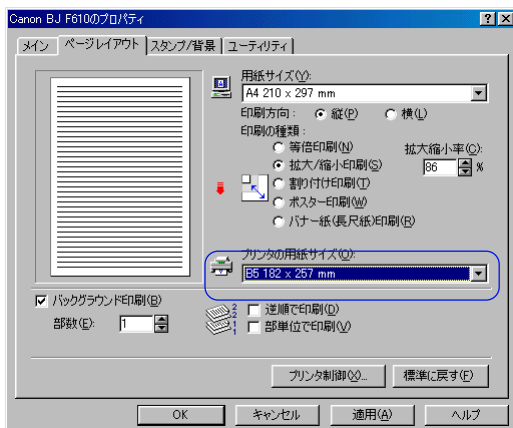 Canon BJ F610のプロパティ
メイン ページレイアウト スタンプ/背景 ユーティリティ
用紙サイズ(Y):
A4 210 x 297 mm
印刷方向: 縦(P) 横(L)
印刷の種類:
等倍印刷(N) 拡大縮小率(C):
拡大/縮小印刷(S) 86 %
割り付け印刷(T)
ポスター印刷(W)
バナー紙(長尺紙)印刷(R)
プリンタの用紙サイズ(O):
B5 182 x 257 mm
バックグラウンド印刷(B) 逆順で印刷(D)
部数(E): 1 部単位で印刷(V)
プリンタ制御(X)... 標準に戻す(F)
OK キャンセル 適用(A) ヘルプ